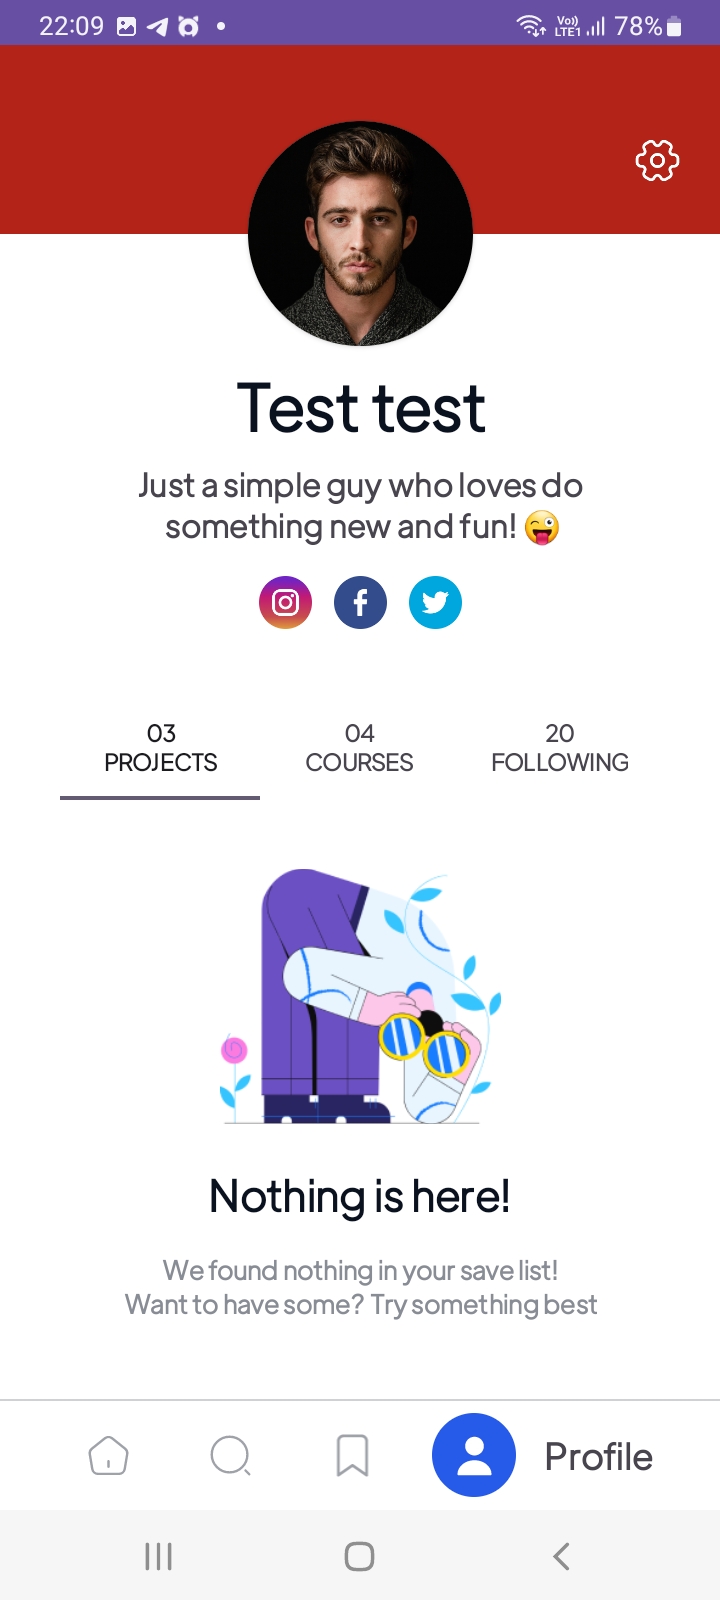 22:09
Vo)) LTE1 78%
Test test
Just a simple guy who loves do
something new and fun! 😜
03 04 20
PROJECTS COURSES FOLLOWING
Nothing is here!
We found nothing in your save list!
Want to have some? Try something best
Profile